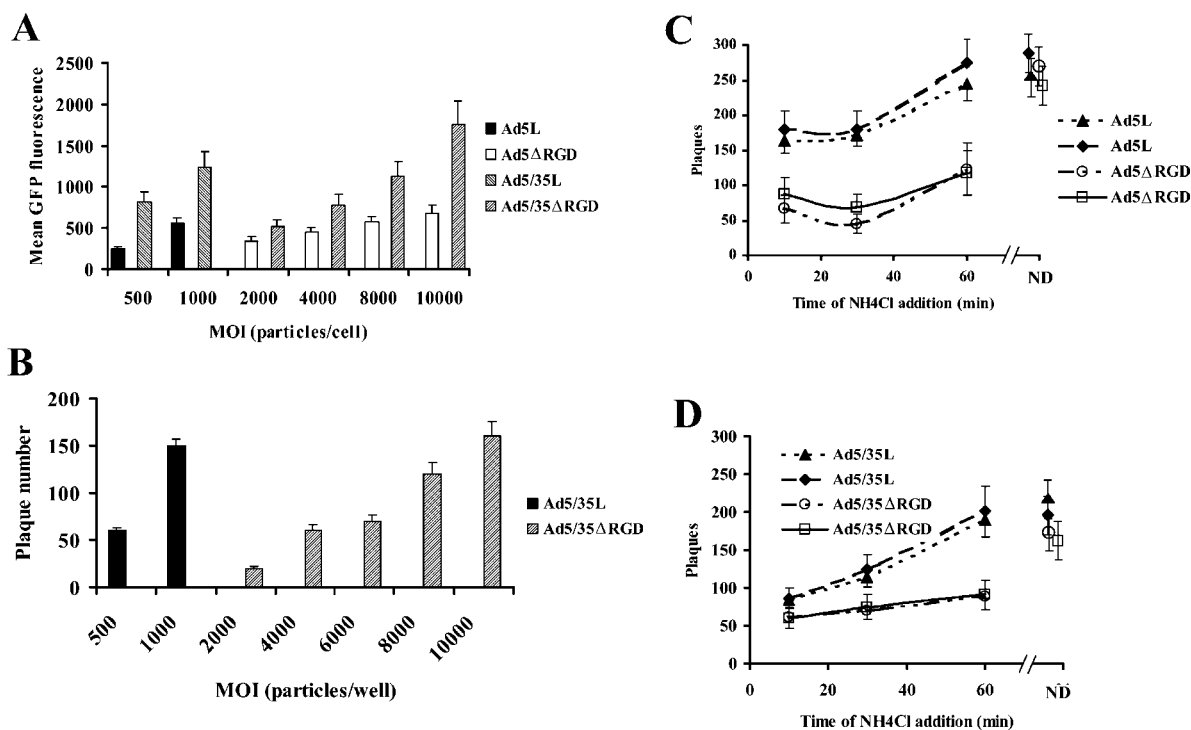 A
2500
2000
1500
1000
500
0
Mean GFP fluorescence
500 1000 2000 4000 8000 10000
MOI (particles/cell)
Ad5L
Ad5ΔRGD
Ad5/35L
Ad5/35ΔRGD
B
200
150
100
50
0
Plaque number
500 1000 2000 4000 6000 8000 10000
MOI (particles/well)
Ad5/35L
Ad5/35ΔRGD
C
300
250
200
150
100
50
0
Plaques
0 20 40 60 ND
Time of NH4Cl addition (min)
Ad5L
Ad5L
Ad5ΔRGD
Ad5ΔRGD
D
300
250
200
150
100
50
0
Plaques
Ad5/35L
Ad5/35L
Ad5/35ΔRGD
Ad5/35ΔRGD
0 20 40 60 ND
Time of NH4Cl addition (min)